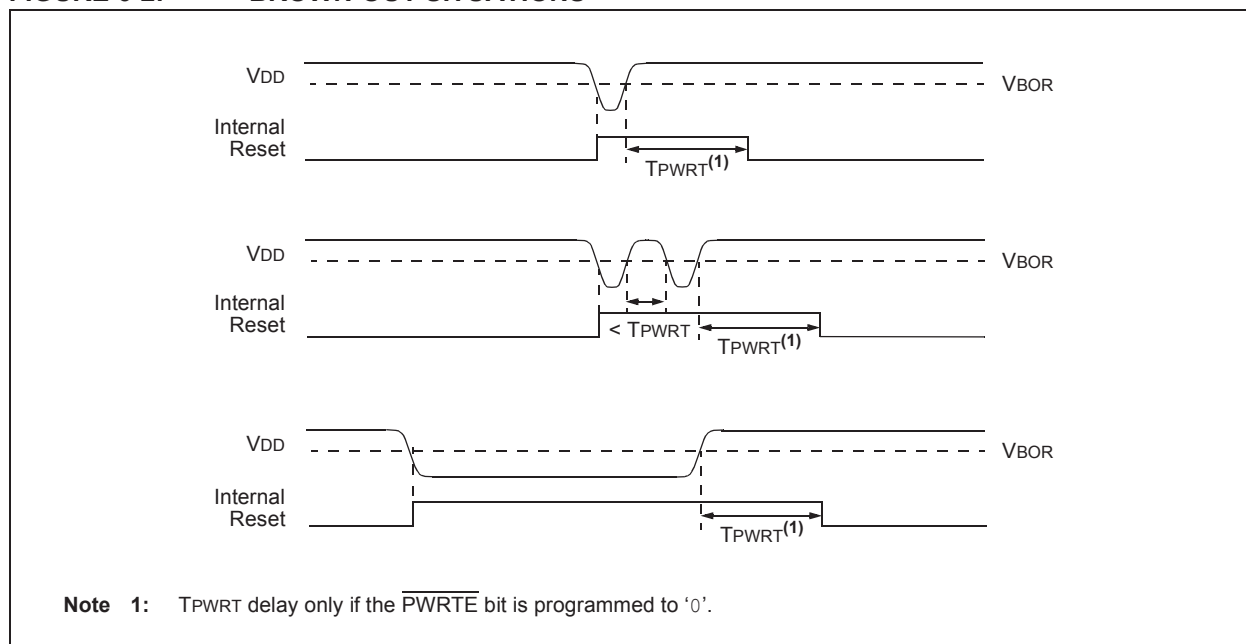 VDD
VBOR
Internal
Reset
TPWRT(1)
VDD
VBOR
Internal
Reset
< TPWRT
TPWRT(1)
VDD
VBOR
Internal
Reset
TPWRT(1)
Note 1: TPWRT delay only if the PWRTE bit is programmed to ‘0’.